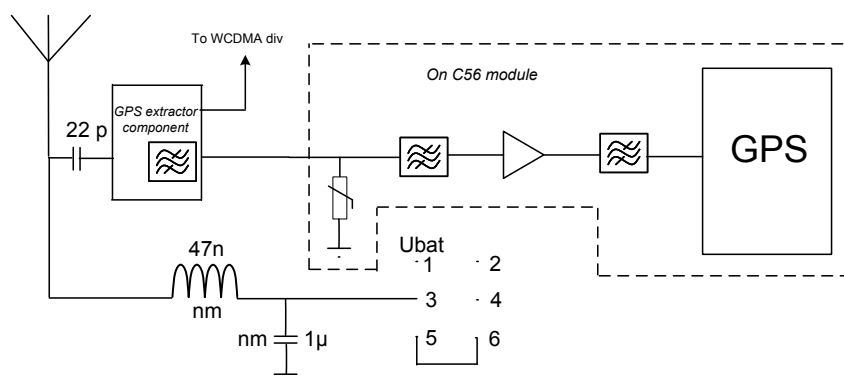 To WCDMA div
On C56 module
GPS extractor
component
22 p
GPS
Ubat
1 2
47n
nm
3 4
nm 1µ
5 6